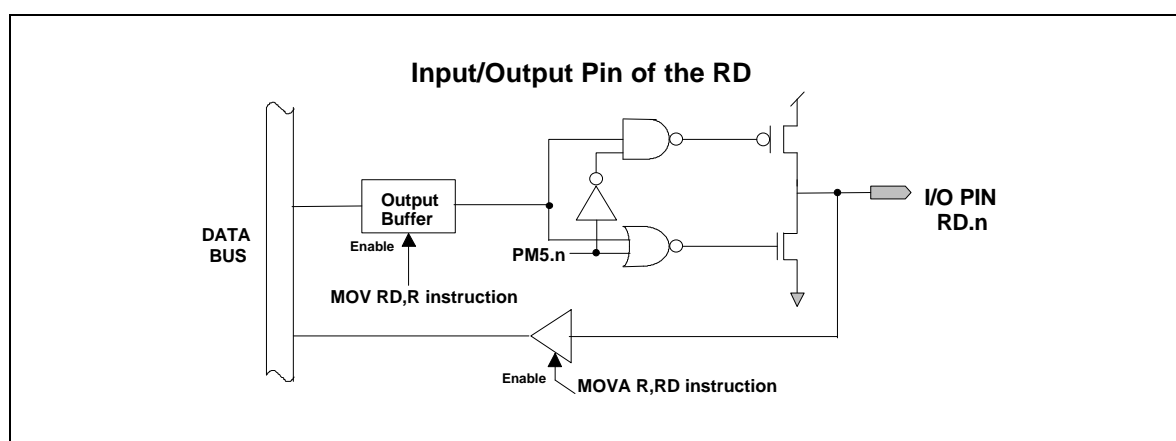 Input/Output Pin of the RD
Output
Buffer
I/O PIN
RD.n
DATA
BUS
Enable
PM5.n
MOV RD,R instruction
Enable
MOVA R,RD instruction